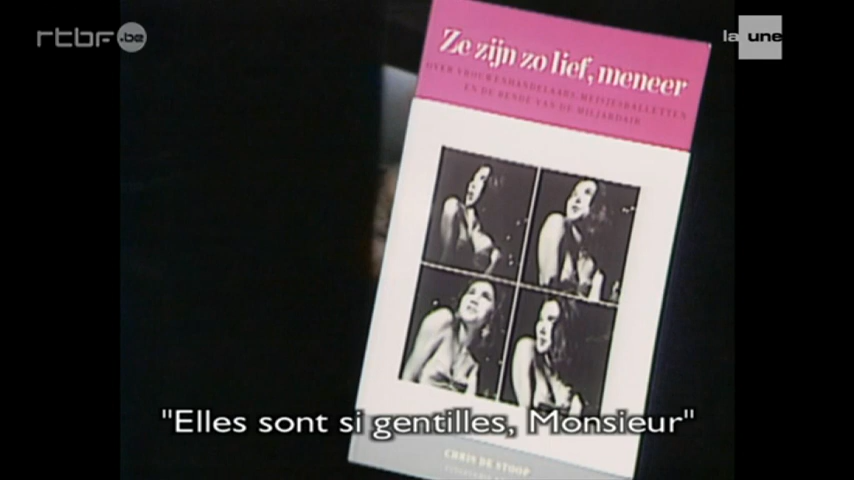 rtbf.be
la une
Ze zijn zo lief, meneer
OVER VROUWENHANDELAARS, MEISJESBALLETTEN
EN DE BENDE VAN DE MILJARDAIR
"Elles sont si gentilles, Monsieur"
CHRIS DE STOOP